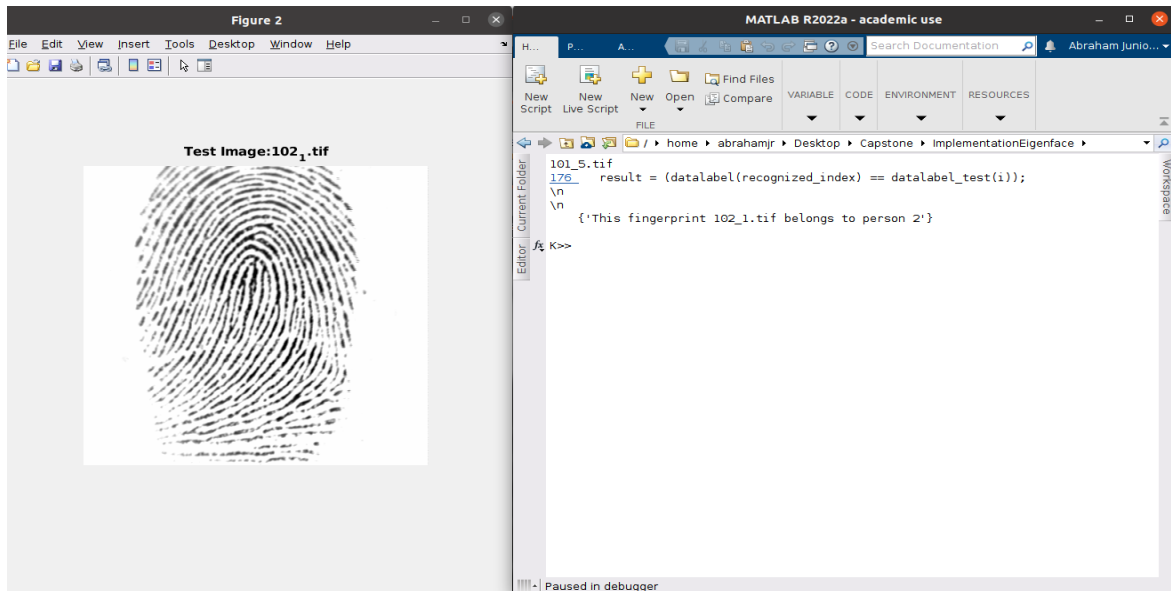 Figure 2
File Edit View Insert Tools Desktop Window Help
Test Image:102_1.tif
MATLAB R2022a - academic use
H... P... A... Search Documentation Abraham Junio...
New Script
New Live Script
New
Open
Find Files
Compare
FILE
VARIABLE
CODE
ENVIRONMENT
RESOURCES
/ home abrahamjr Desktop Capstone ImplementationEigenface
Current Folder
Editor
Workspace
101_5.tif
176 result = (datalabel(recognized_index) == datalabel_test(i));
\n
\n
{'This fingerprint 102_1.tif belongs to person 2'}
fx K>>
Paused in debugger